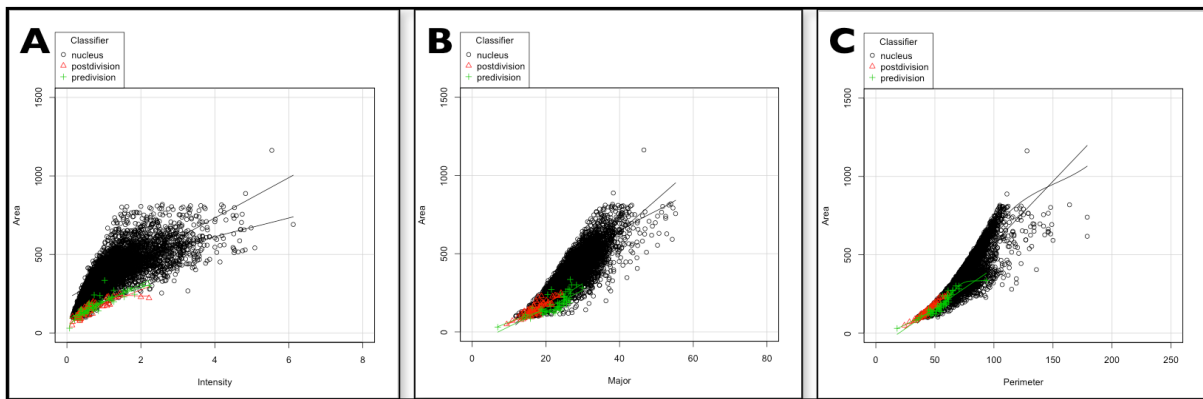 A
Classifier
nucleus
postdivision
predivision
1500
1000
500
0
Area
0 2 4 6 8
Intensity
B
Classifier
nucleus
postdivision
predivision
1500
1000
500
0
Area
0 20 40 60 80
Major
C
Classifier
nucleus
postdivision
predivision
1500
1000
500
0
Area
0 50 100 150 200 250
Perimeter